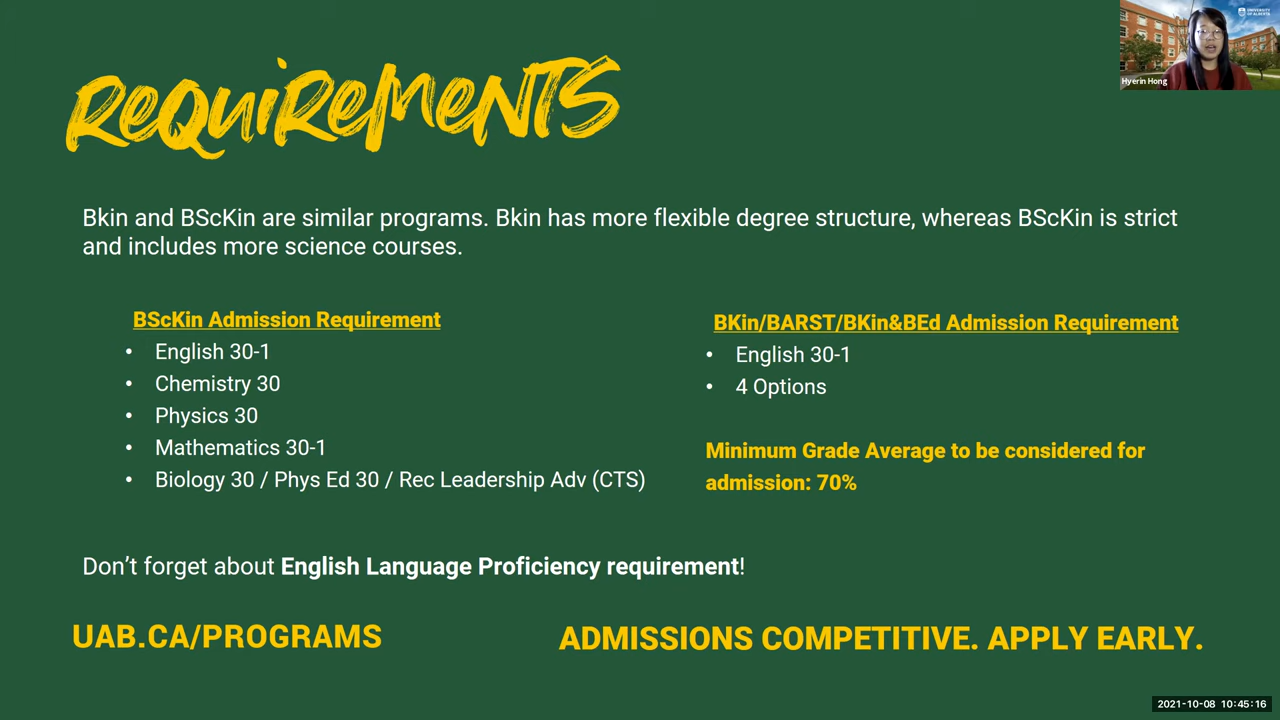 REQUIREMENTS
UNIVERSITY
OF ALBERTA
Hyerin Hong
Bkin and BScKin are similar programs. Bkin has more flexible degree structure, whereas BScKin is strict
and includes more science courses.
BScKin Admission Requirement
• English 30-1
• Chemistry 30
• Physics 30
• Mathematics 30-1
• Biology 30 / Phys Ed 30 / Rec Leadership Adv (CTS)
BKin/BARST/BKin&BEd Admission Requirement
• English 30-1
• 4 Options
Minimum Grade Average to be considered for
admission: 70%
Don’t forget about English Language Proficiency requirement!
UAB.CA/PROGRAMS
ADMISSIONS COMPETITIVE. APPLY EARLY.
2021-10-08 10:45:16